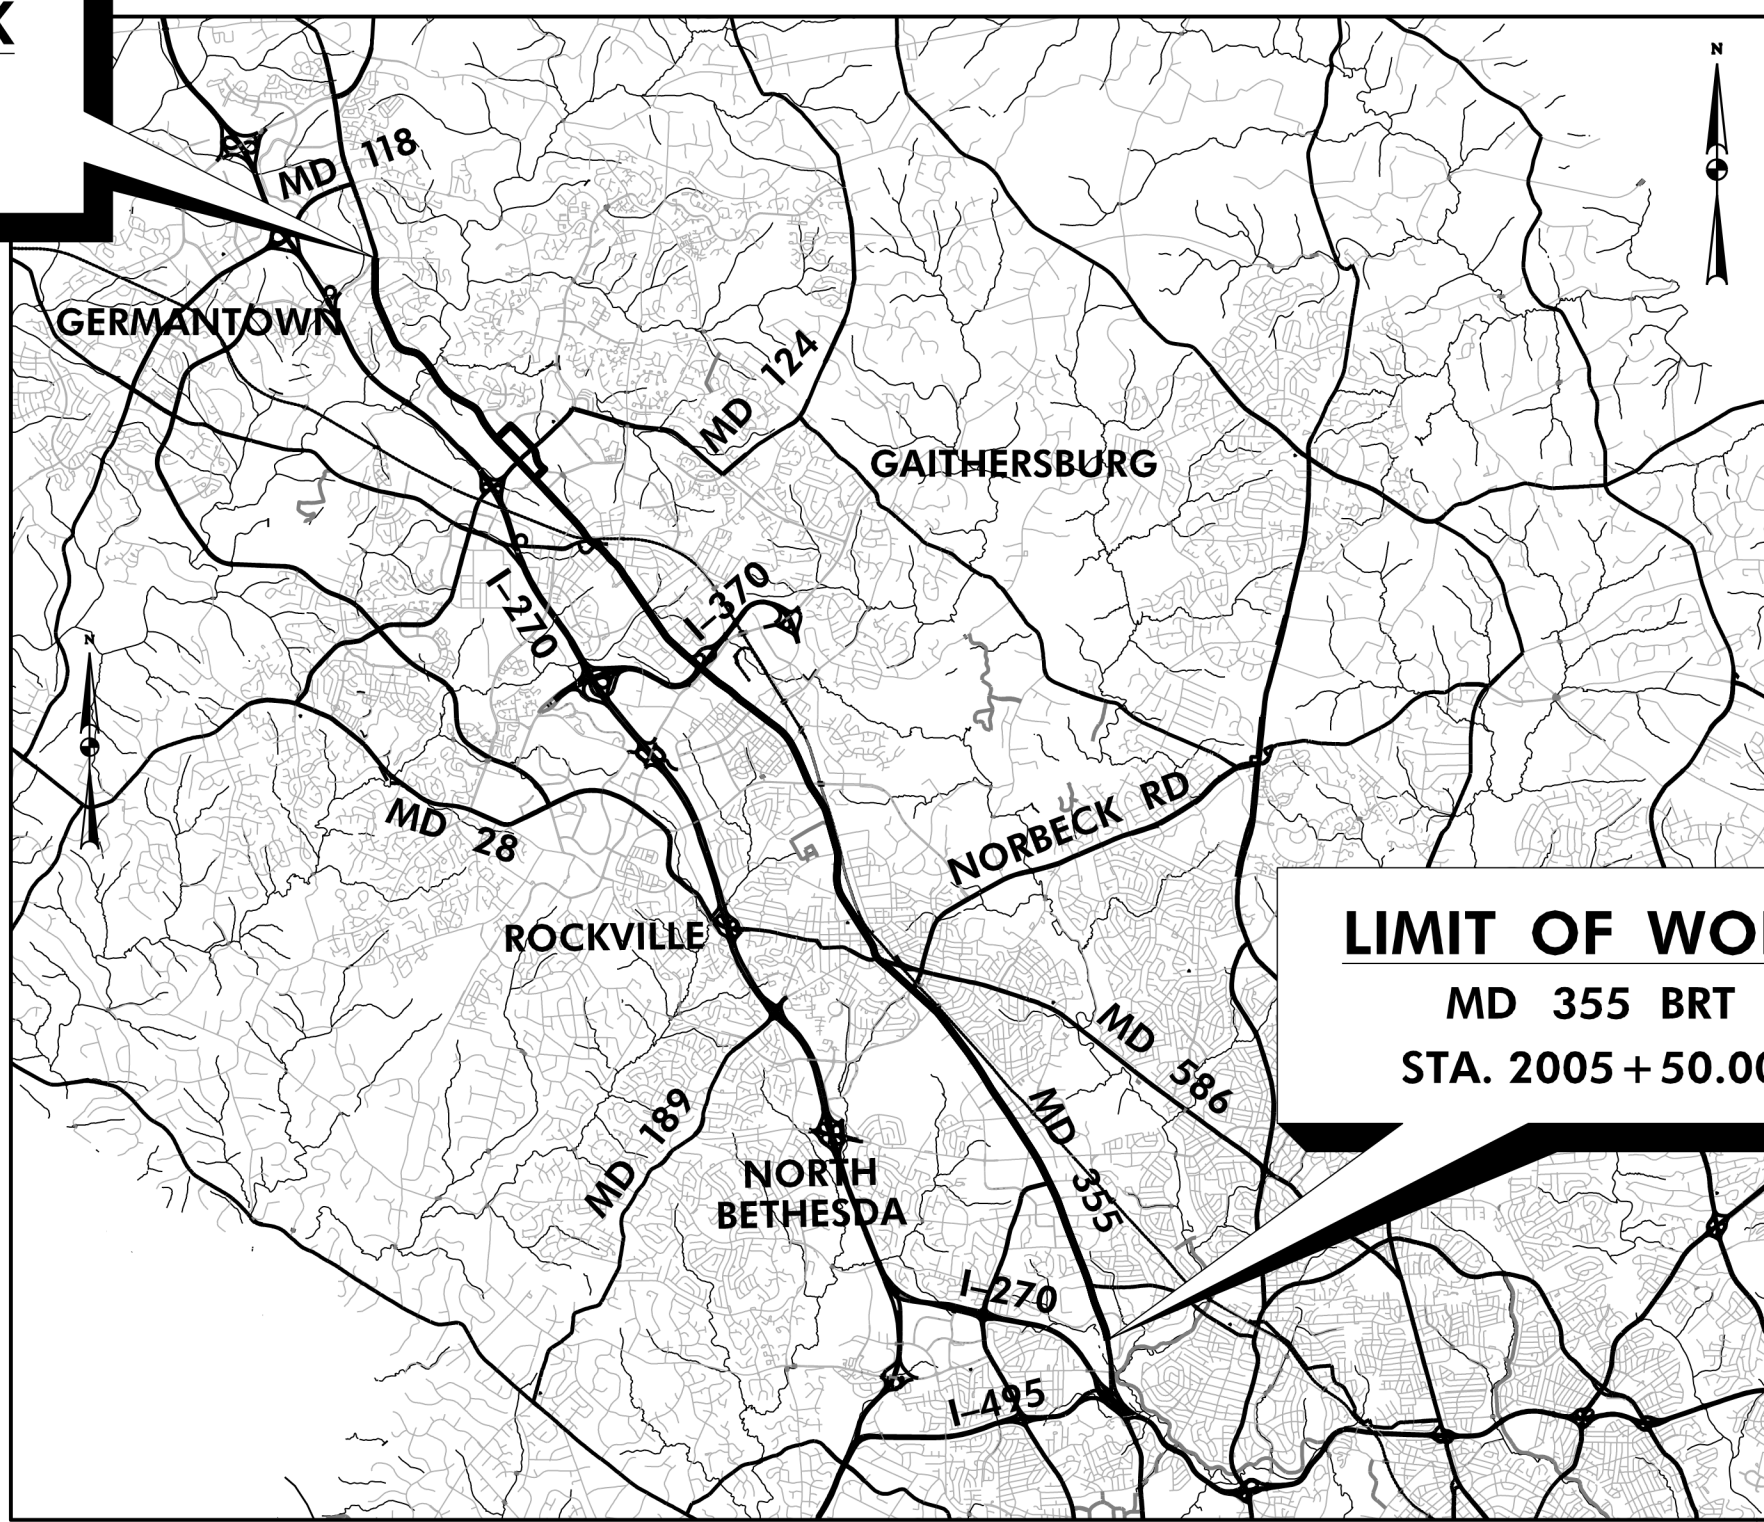 N
MD 118
GERMANTOWN
MD 124
GAITHERSBURG
I-270
I-370
N
MD 28
NORBECK RD
ROCKVILLE
LIMIT OF WO
MD 355 BRT
STA. 2005+50.00
MD 586
MD 189
MD 355
NORTH
BETHESDA
I-270
I-495